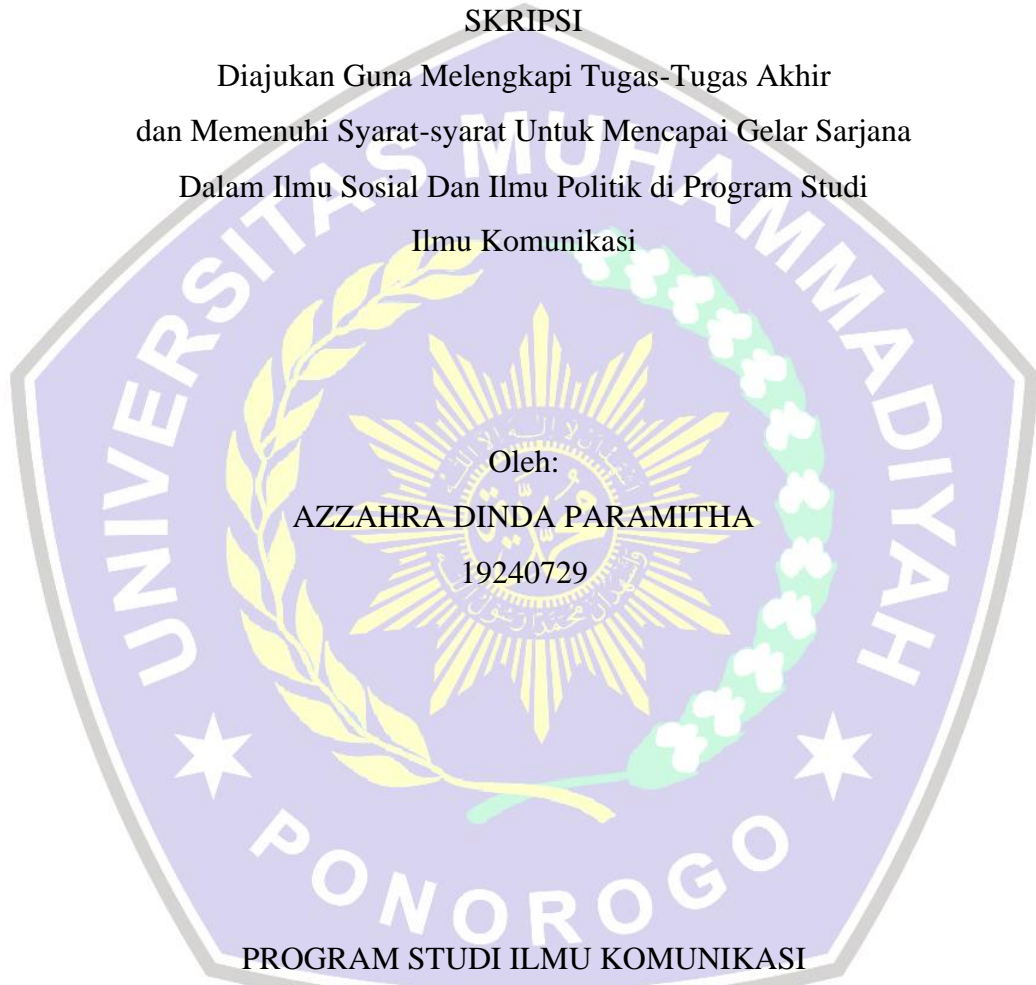 SKRIPSI
Diajukan Guna Melengkapi Tugas-Tugas Akhir
dan Memenuhi Syarat-syarat Untuk Mencapai Gelar Sarjana
Dalam Ilmu Sosial Dan Ilmu Politik di Program Studi
Ilmu Komunikasi
UNIVERSITAS MUHAMMADIYAH
Oleh:
AZZAHRA DINDA PARAMITHA
19240729
PONOROGO
PROGRAM STUDI ILMU KOMUNIKASI